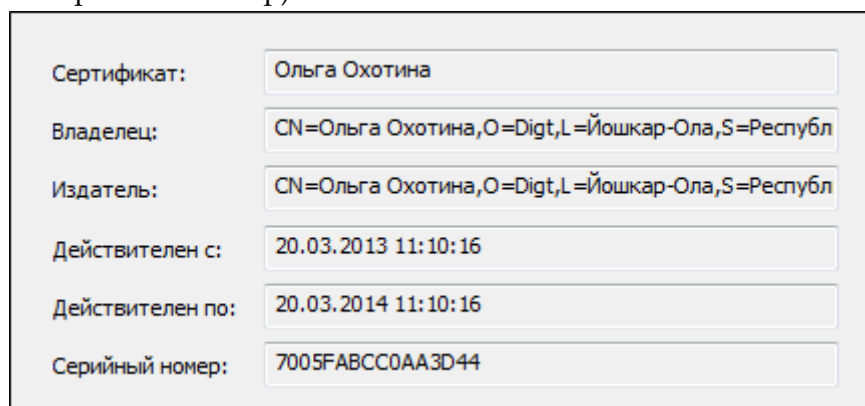 Сертификат: Ольга Охотина
Владелец: CN=Ольга Охотина,O=Digt,L=Йошкар-Ола,S=Республ
Издатель: CN=Ольга Охотина,O=Digt,L=Йошкар-Ола,S=Республ
Действителен с: 20.03.2013 11:10:16
Действителен по: 20.03.2014 11:10:16
Серийный номер: 7005FABCC0AA3D44